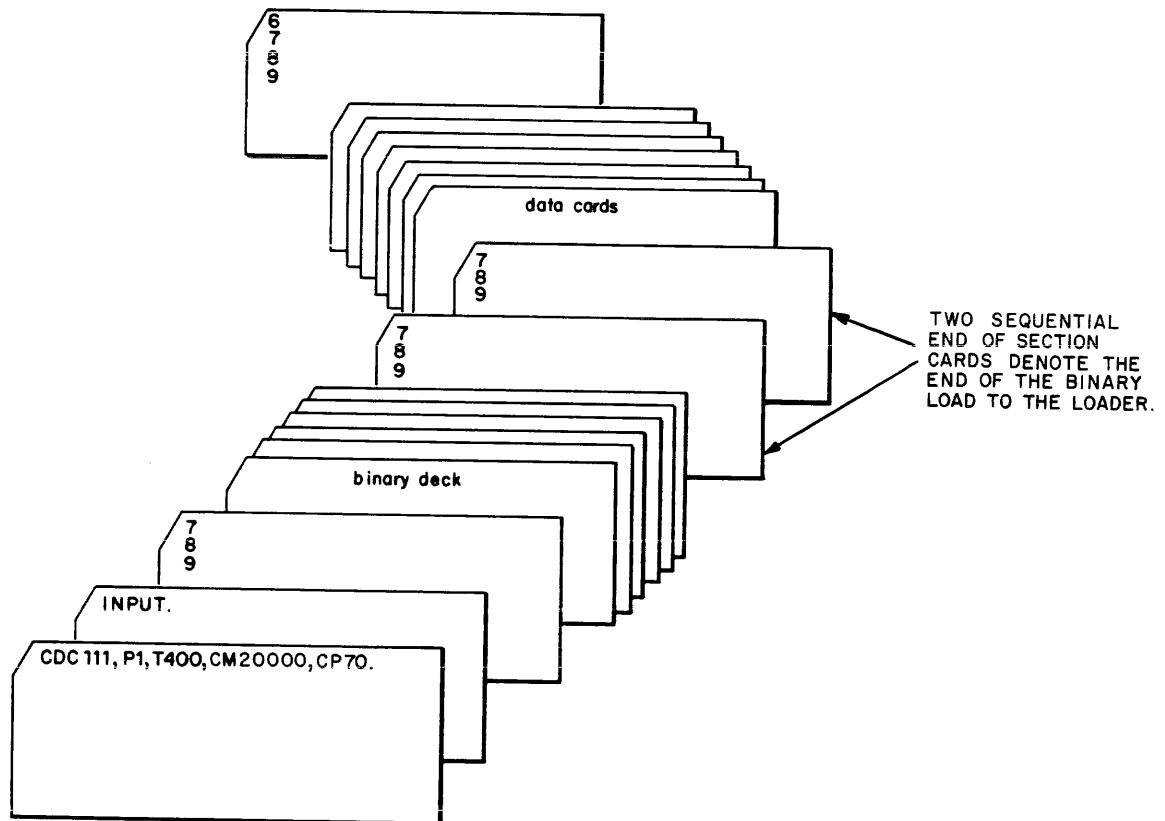 6
7
8
9
data cards
7
8
9
TWO SEQUENTIAL
END OF SECTION
CARDS DENOTE THE
END OF THE BINARY
LOAD TO THE LOADER.
7
8
9
binary deck
7
8
9
INPUT.
CDC111, P1, T400, CM20000, CP70.